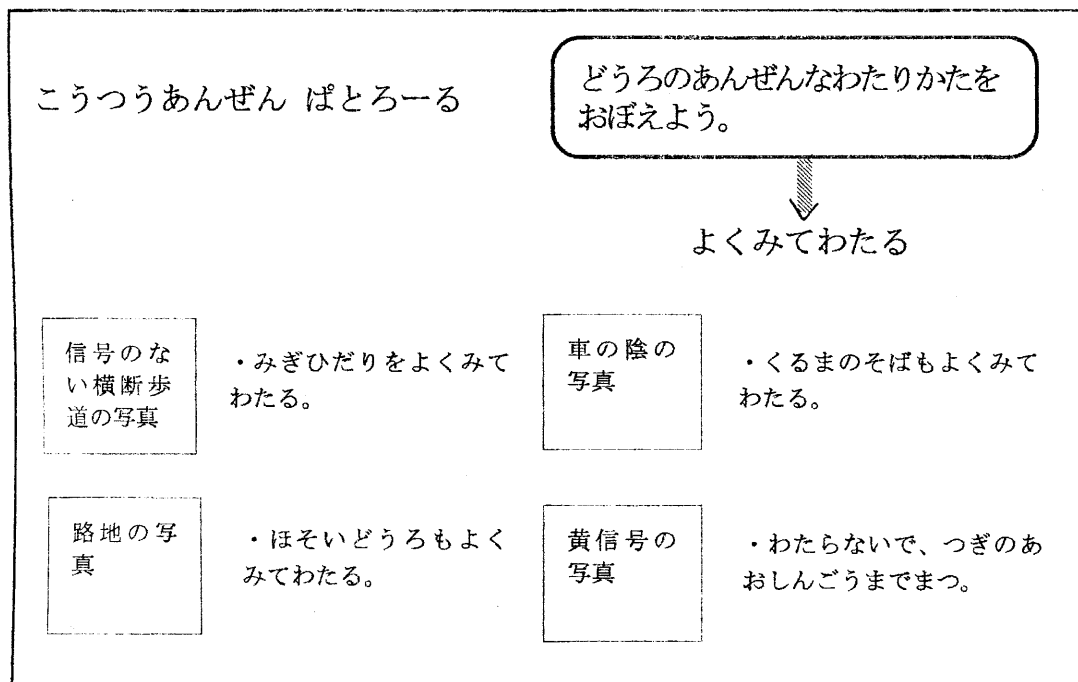 こうつうあんぜん ぱとろーる
どうろのあんぜんなわたりかたを
おぼえよう。
よくみてわたる
信号のな
い横断歩
道の写真
・みぎひだりをよくみて
わたる。
車の陰の
写真
・くるまのそばもよくみて
わたる。
路地の写
真
・ほそいどうろもよく
みてわたる。
黄信号の
写真
・わたらないで、つぎのあ
おしんごうまでまつ。